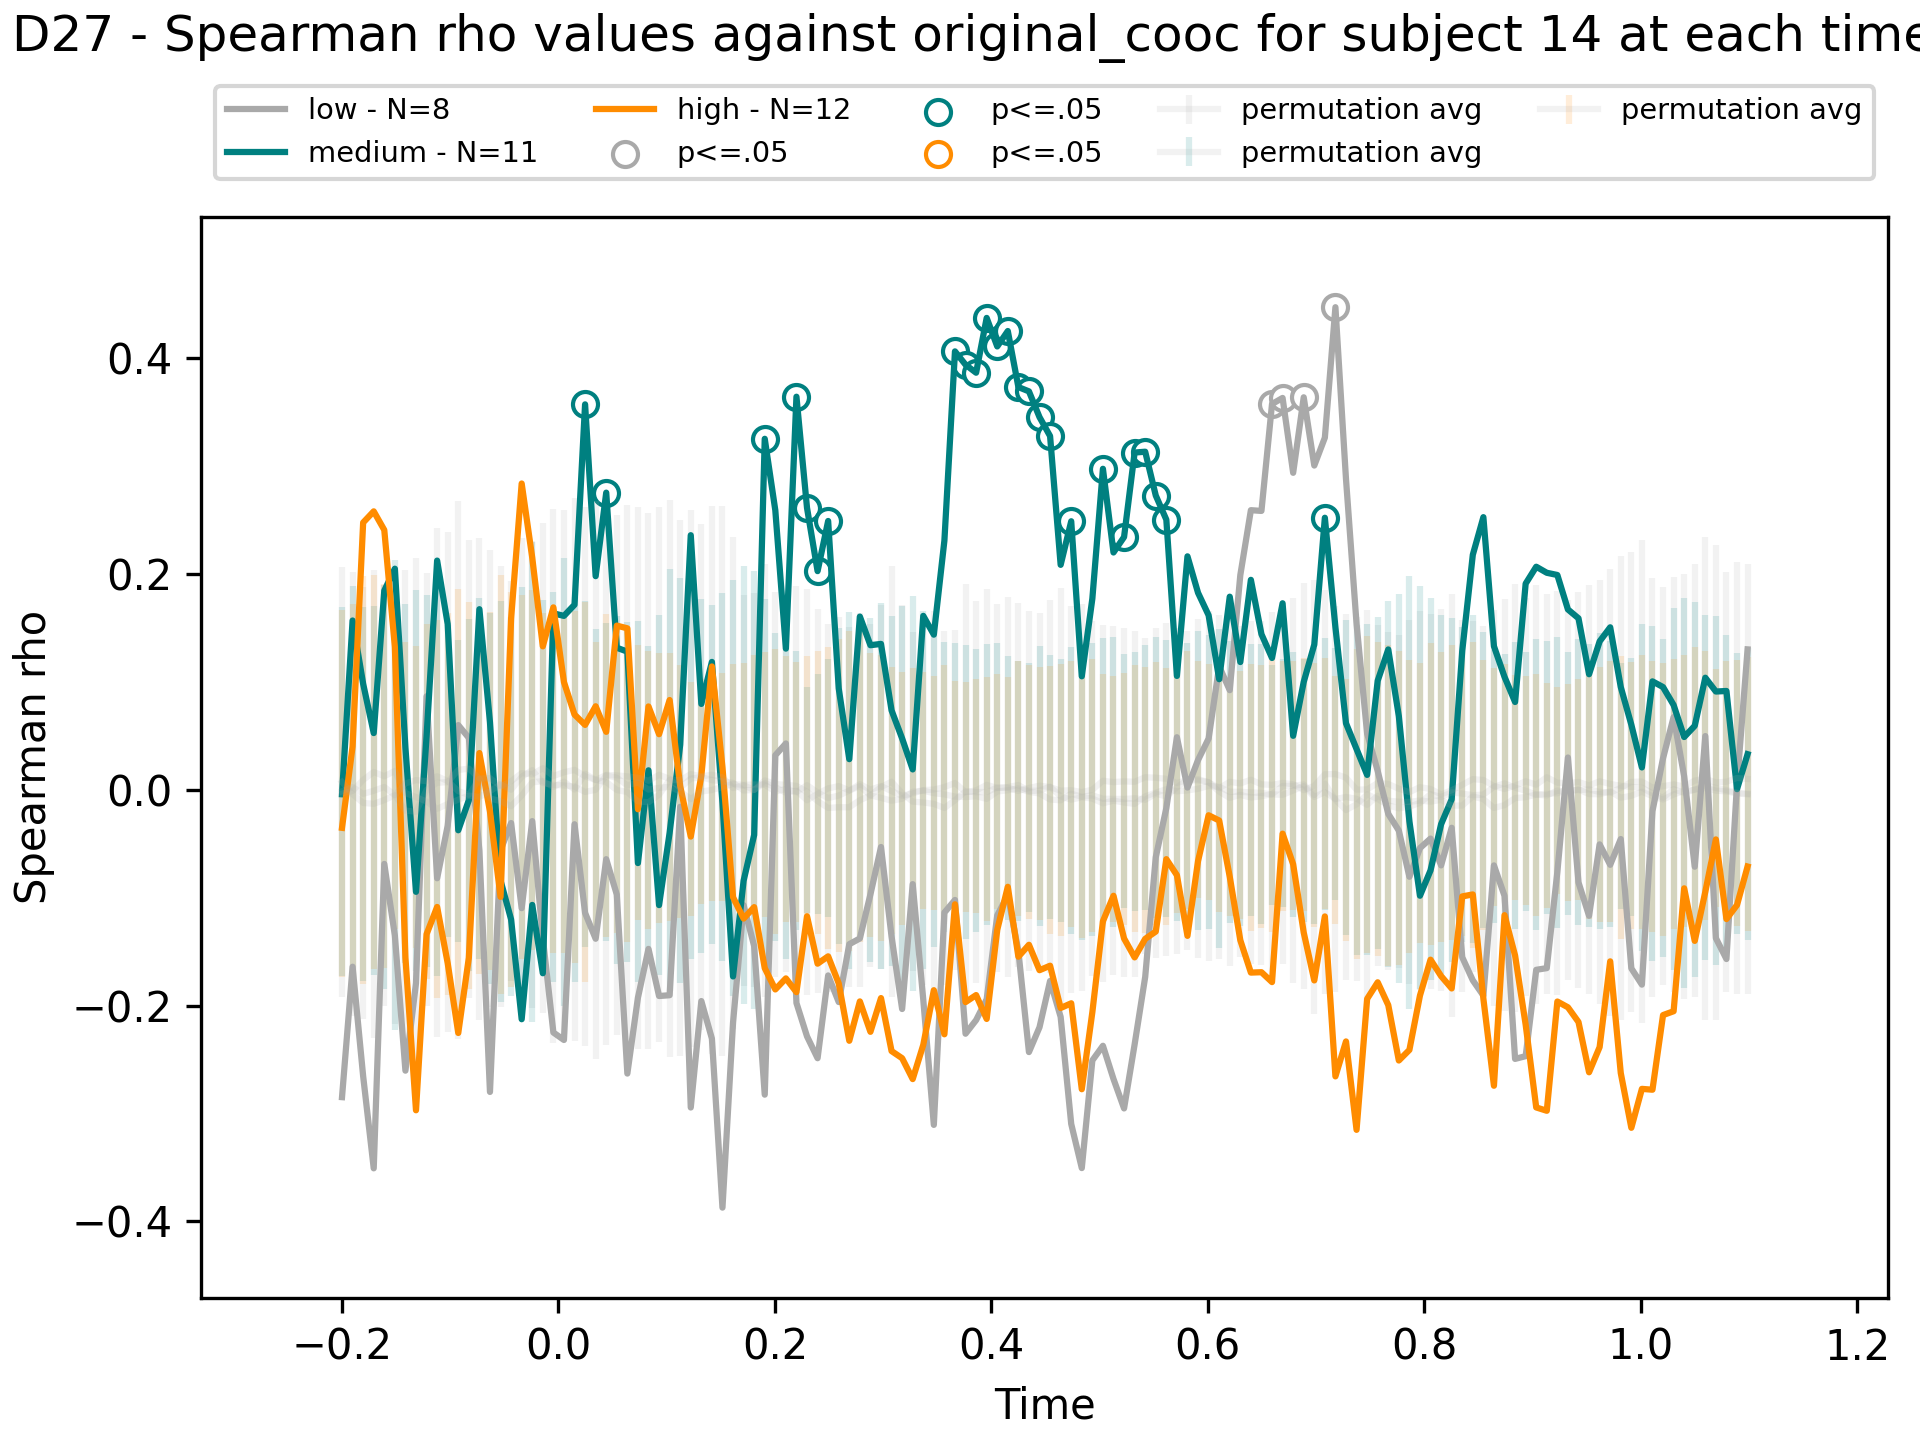 D27 - Spearman rho values against original_cooc for subject 14 at each time
low - N=8
medium - N=11
high - N=12
p<=.05
p<=.05
p<=.05
permutation avg
permutation avg
permutation avg
Spearman rho
0.4
0.2
0.0
−0.2
−0.4
−0.2 0.0 0.2 0.4 0.6 0.8 1.0 1.2
Time